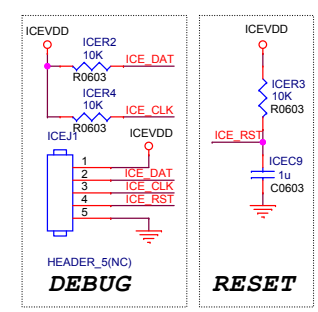 ICEVDD
ICER2
10K
ICE_DAT
R0603
ICER4
10K
ICE_CLK
R0603
ICEJ1
ICEVDD
1
2
ICE_DAT
3
ICE_CLK
4
ICE_RST
5
HEADER_5(NC)
DEBUG
ICEVDD
ICER3
10K
R0603
ICE_RST
ICEC9
1u
C0603
RESET